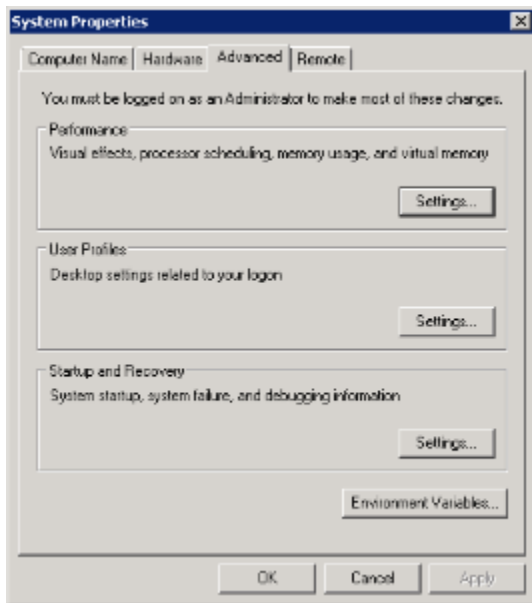 System Properties
Computer Name Hardware Advanced Remote
You must be logged on as an Administrator to make most of these changes.
Performance
Visual effects, processor scheduling, memory usage, and virtual memory
Settings...
User Profiles
Desktop settings related to your logon
Settings...
Startup and Recovery
System startup, system failure, and debugging information
Settings...
Environment Variables...
OK Cancel Apply